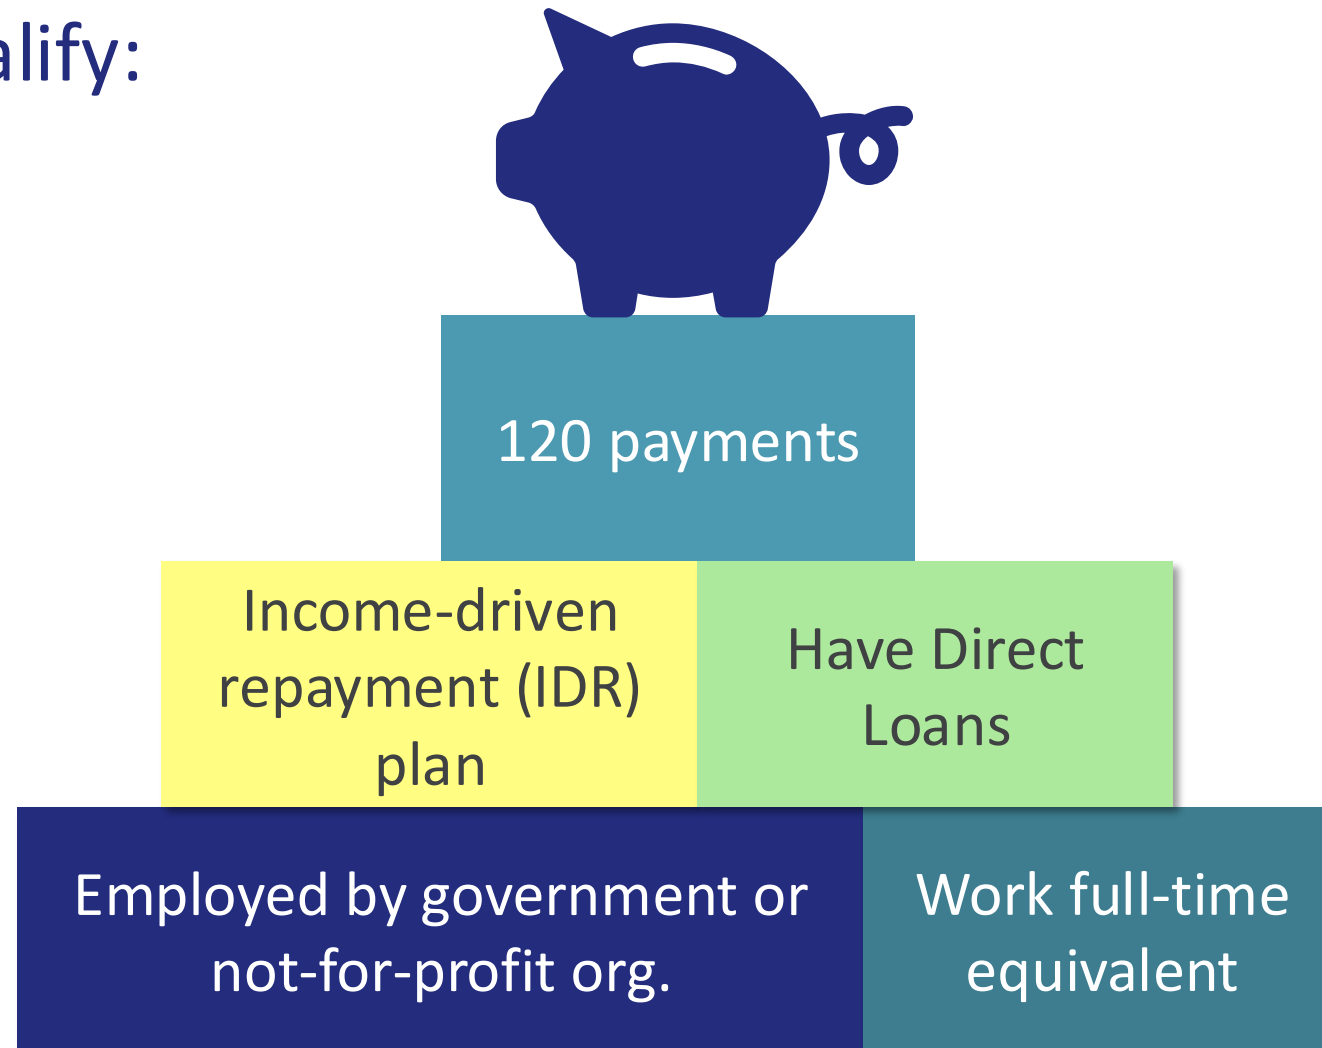 alify:
120 payments
Income-driven
repayment (IDR)
plan
Have Direct
Loans
Employed by government or
not-for-profit org.
Work full-time
equivalent